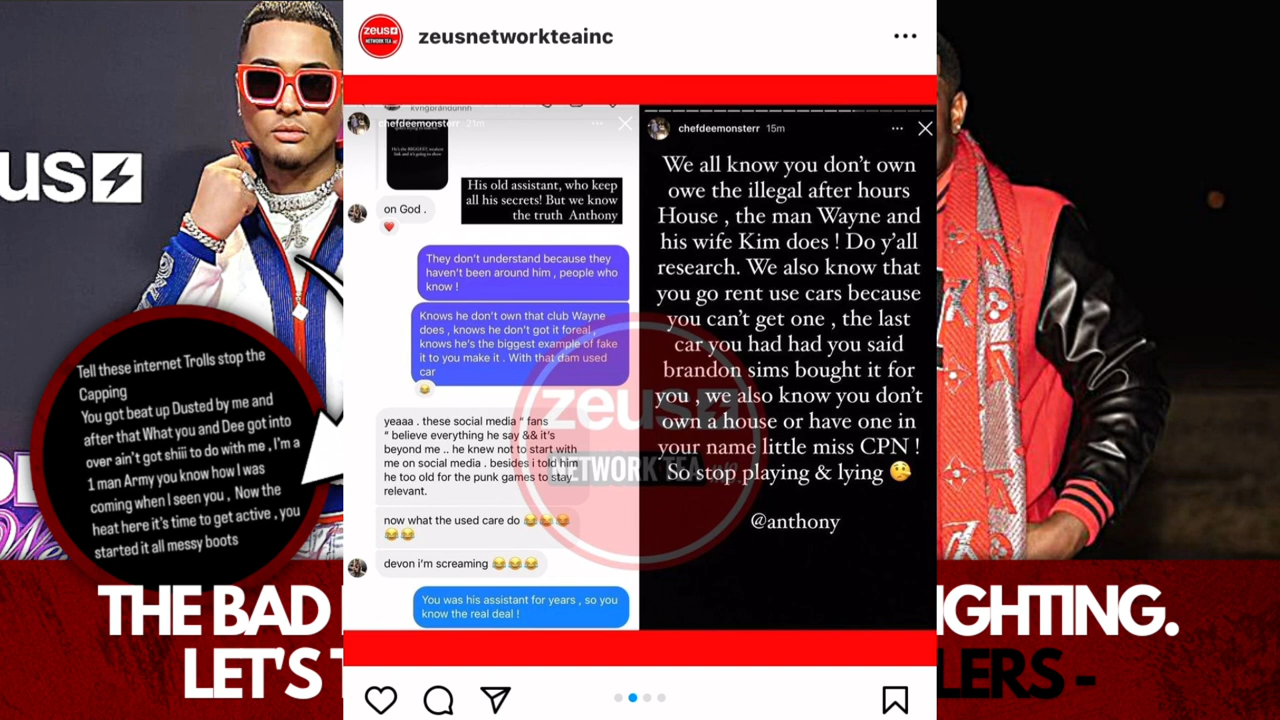 zeus
NETWORK TEA INC
zeusnetworkteainc
us
kvngbrandonnn
chefdeemonsterr 21m
on God .
His old assistant, who keep
all his secrets! But we know
the truth Anthony
They don't understand because they
haven't been around him , people who
know !
Knows he don't own that club Wayne
does , knows he don't got it foreal ,
knows he's the biggest example of fake
it to you make it . With that dam used
car
yeaaa . these social media " fans
" believe everything he say && it's
beyond me .. he knew not to start with
me on social media . besides i told him
he too old for the punk games to stay
relevant.
now what the used care do 😂😂😂
😂😂
devon i'm screaming 😂😂😂
You was his assistant for years , so you
know the real deal !
chefdeemonsterr 15m
We all know you don't own
owe the illegal after hours
House , the man Wayne and
his wife Kim does ! Do y'all
research. We also know that
you go rent use cars because
you can't get one , the last
car you had had you said
brandon sims bought it for
you , we also know you don't
own a house or have one in
your name little miss CPN !
So stop playing & lying 🤥
@anthony
zeus
NETWORK TEA INC
Tell these internet Trolls stop the
Capping
You got beat up Dusted by me and
after that What you and Dee got into
over ain't got shiii to do with me , I'm a
1 man Army you know how I was
coming when I seen you , Now the
heat here it's time to get active , you
started it all messy boots
THE BAD IGHTING.
LET'S T LERS -